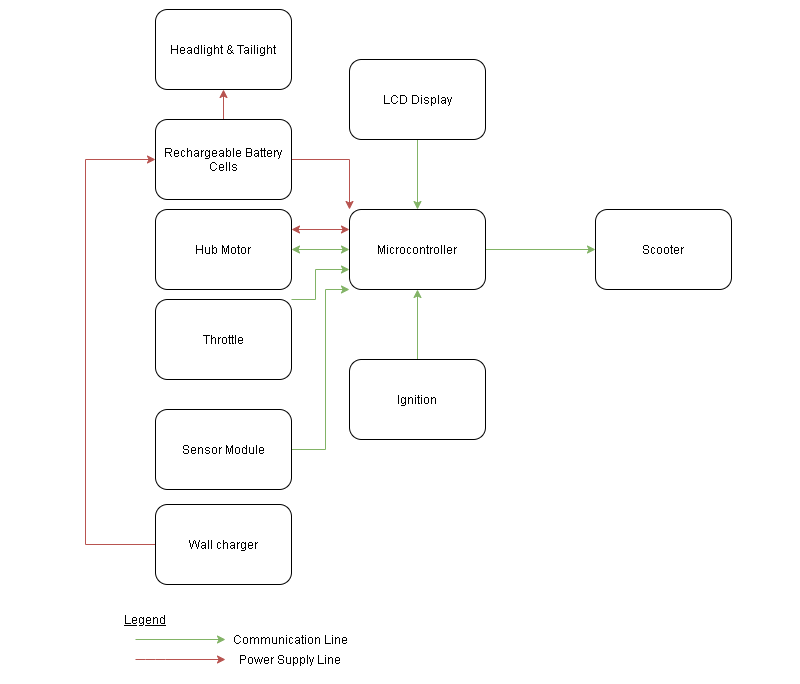 Headlight & Tailight
LCD Display
Rechargeable Battery
Cells
Hub Motor
Microcontroller
Scooter
Throttle
Ignition
Sensor Module
Wall charger
Legend
Communication Line
Power Supply Line